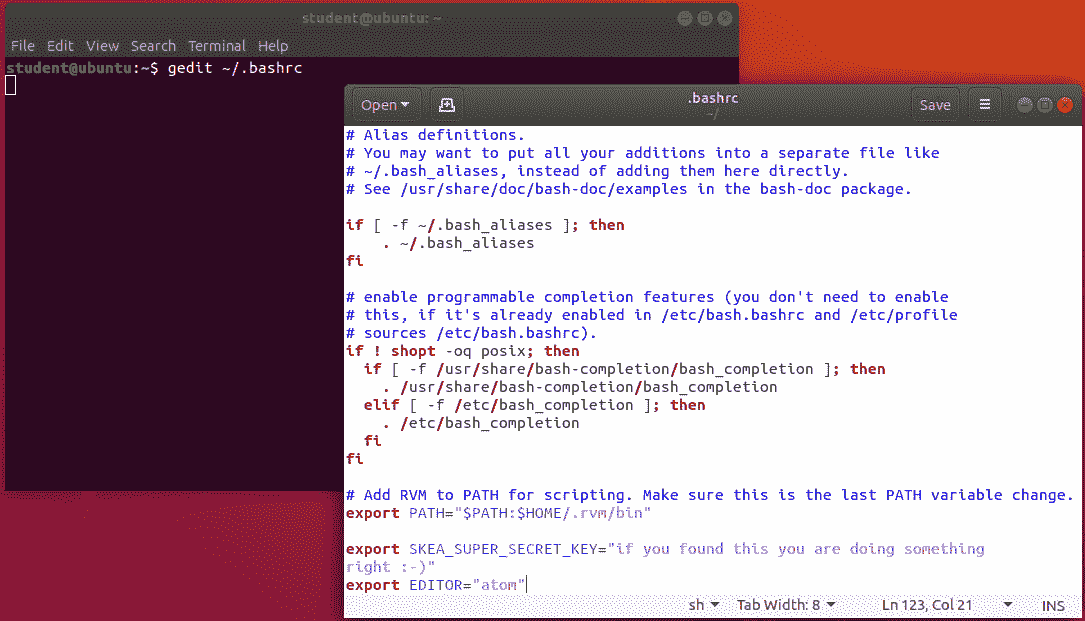 student@ubuntu: ~
File Edit View Search Terminal Help
student@ubuntu:~$ gedit ~/.bashrc
Open .bashrc Save
~/
# Alias definitions.
# You may want to put all your additions into a separate file like
# ~/.bash_aliases, instead of adding them here directly.
# See /usr/share/doc/bash-doc/examples in the bash-doc package.
if [ -f ~/.bash_aliases ]; then
    . ~/.bash_aliases
fi
# enable programmable completion features (you don't need to enable
# this, if it's already enabled in /etc/bash.bashrc and /etc/profile
# sources /etc/bash.bashrc).
if ! shopt -oq posix; then
  if [ -f /usr/share/bash-completion/bash_completion ]; then
    . /usr/share/bash-completion/bash_completion
  elif [ -f /etc/bash_completion ]; then
    . /etc/bash_completion
  fi
fi
# Add RVM to PATH for scripting. Make sure this is the last PATH variable change.
export PATH="$PATH:$HOME/.rvm/bin"
export SKEA_SUPER_SECRET_KEY="if you found this you are doing something
right :-)"
export EDITOR="atom"
sh Tab Width: 8 Ln 123, Col 21 INS